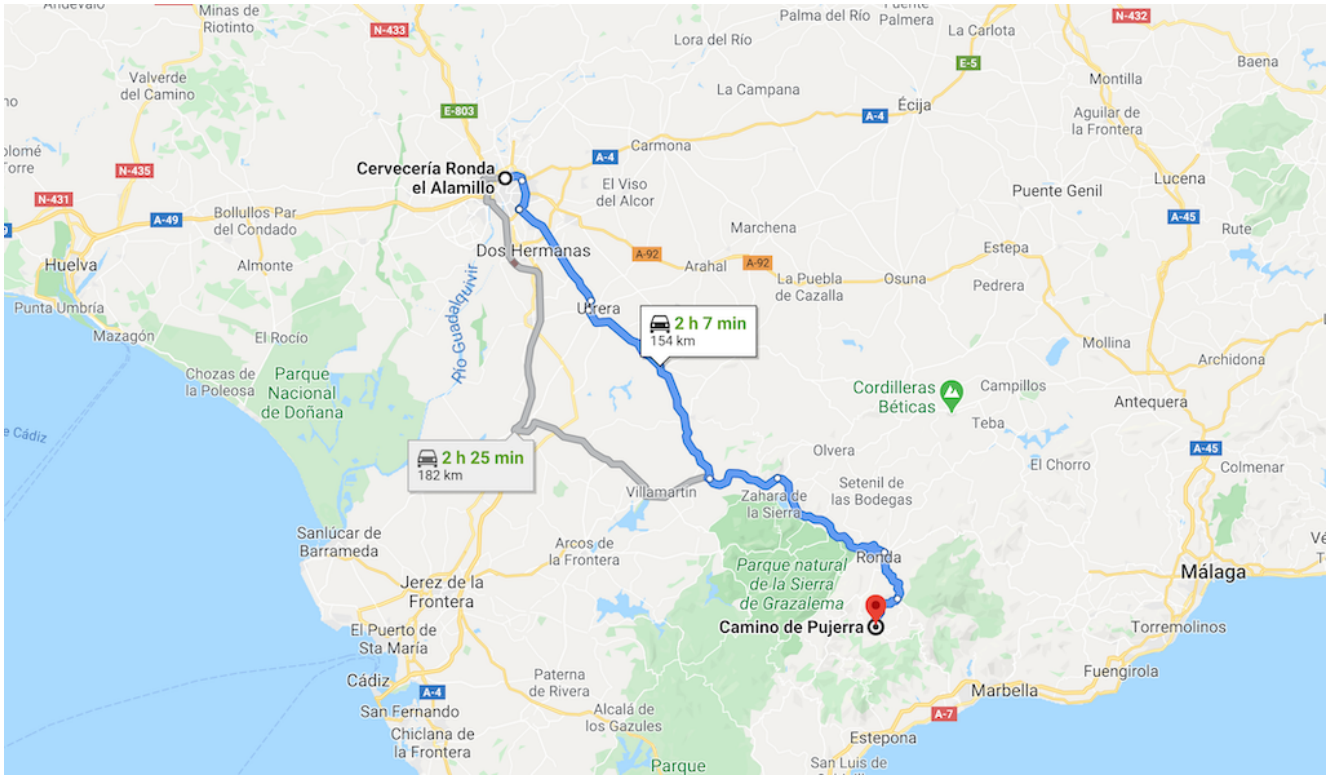 Andévalo
Minas de
Riotinto
N-433
Palma del Río
Puente
Palmera
N-432
La Carlota
Lora del Río
E-5
Baena
Valverde
del Camino
Montilla
La Campana
E-803
Écija
A-4
Aguilar de
la Frontera
Carmona
A-4
Cervecería Ronda
el Alamillo
N-435
N-431
El Viso
del Alcor
Puente Genil
Lucena
A-49
Bollullos Par
del Condado
A-45
Marchena
Rute
Dos Hermanas
Estepa
A-92
A-92
Huelva
Almonte
Arahal
La Puebla
de Cazalla
Osuna
Pedrera
Río Guadalquivir
Punta Umbría
Utrera
Mazagón
El Rocío
2 h 7 min
154 km
Mollina
Archidona
Chozas de
la Poleosa
Parque
Nacional
de Doñana
Cordilleras
Béticas
Campillos
Antequera
Teba
de Cádiz
A-45
2 h 25 min
182 km
Olvera
El Chorro
Colmenar
Villamartin
Zahara de
la Sierra
Setenil de
las Bodegas
Sanlúcar de
Barrameda
Arcos de
la Frontera
Ronda
Parque natural
de la Sierra
de Grazalema
Málaga
Jerez de la
Frontera
Camino de Pujerra
Torremolinos
El Puerto de
Sta María
Fuengirola
Cádiz
Paterna
de Rivera
Marbella
A-4
San Fernando
Alcalá de
los Gazules
A-7
Chiclana de
la Frontera
Estepona
Parque
San Luis de